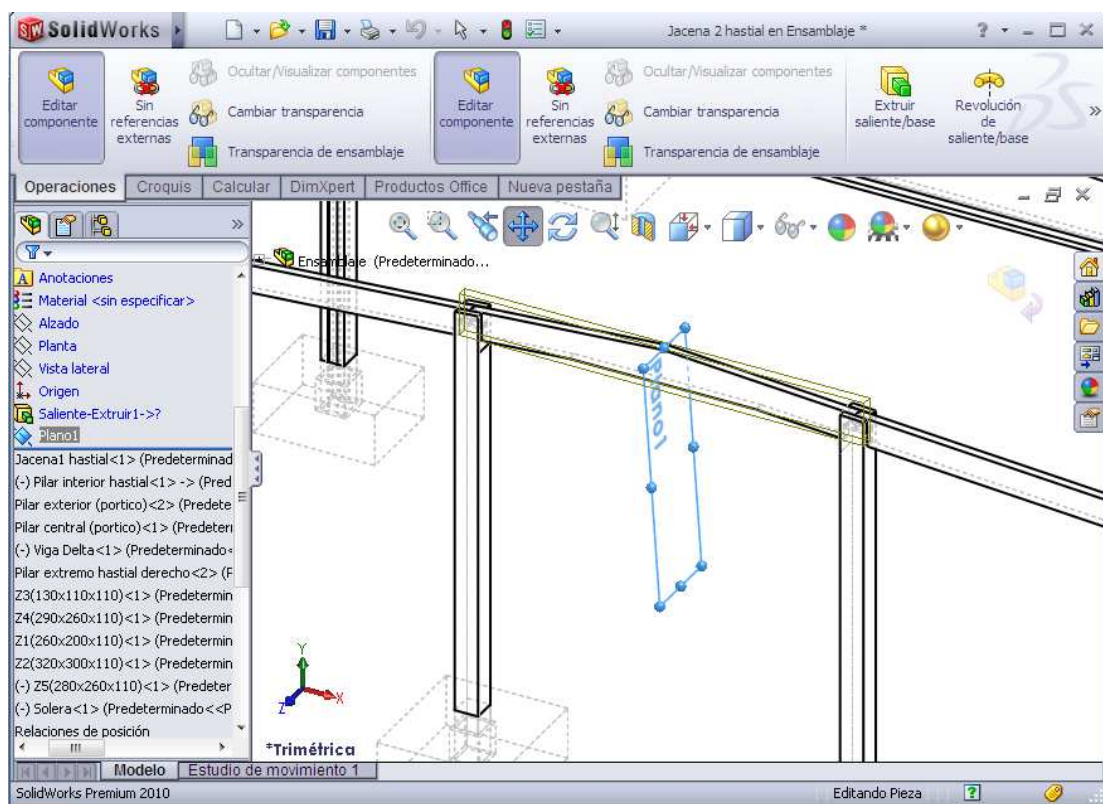 SolidWorks
Jacena 2 hastial en Ensamblaje *
Editar componente
Sin referencias externas
Ocultar/Visualizar componentes
Cambiar transparencia
Transparencia de ensamblaje
Editar componente
Sin referencias externas
Ocultar/Visualizar componentes
Cambiar transparencia
Transparencia de ensamblaje
Extruir saliente/base
Revolución de saliente/base
Operaciones Croquis Calcular DimXpert Productos Office Nueva pestaña
Ensamblaje (Predeterminado...
Anotaciones
Material <sin especificar>
Alzado
Planta
Vista lateral
Origen
Saliente-Extruir1->?
Plano1
Jacena1 hastial<1> (Predeterminad
(-) Pilar interior hastial<1> -> (Pred
Pilar exterior (portico)<2> (Predete
Pilar central (portico)<1> (Predeteri
(-) Viga Delta<1> (Predeterminado<
Pilar extremo hastial derecho<2> (F
Z3(130x110x110)<1> (Predetermin
Z4(290x260x110)<1> (Predetermin
Z1(260x200x110)<1> (Predetermin
Z2(320x300x110)<1> (Predetermin
(-) Z5(280x260x110)<1> (Predeter
(-) Solera<1> (Predeterminado<<P
Relaciones de posición
Plano1
Y
X
Z
*Trimétrica
Modelo Estudio de movimiento 1
SolidWorks Premium 2010
Editando Pieza